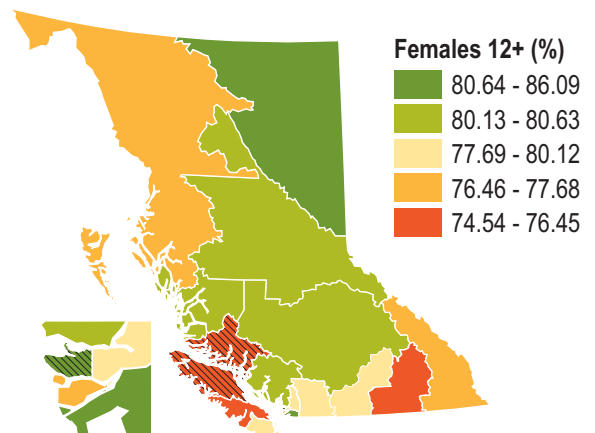 Females 12+ (%)
80.64 - 86.09
80.13 - 80.63
77.69 - 80.12
76.46 - 77.68
74.54 - 76.45